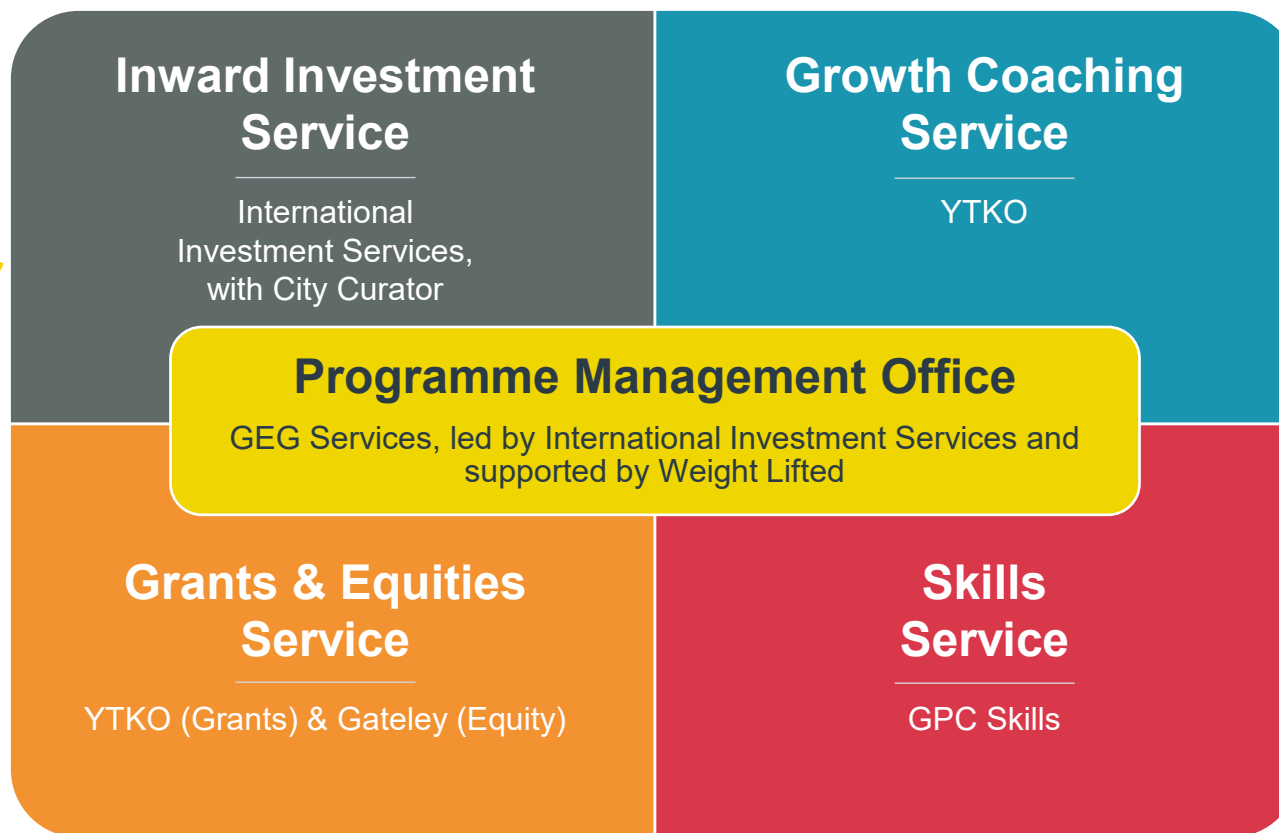 Inward Investment
Service
International
Investment Services,
with City Curator
Growth Coaching
Service
YTKO
Programme Management Office
GEG Services, led by International Investment Services and
supported by Weight Lifted
Grants & Equities
Service
YTKO (Grants) & Gateley (Equity)
Skills
Service
GPC Skills